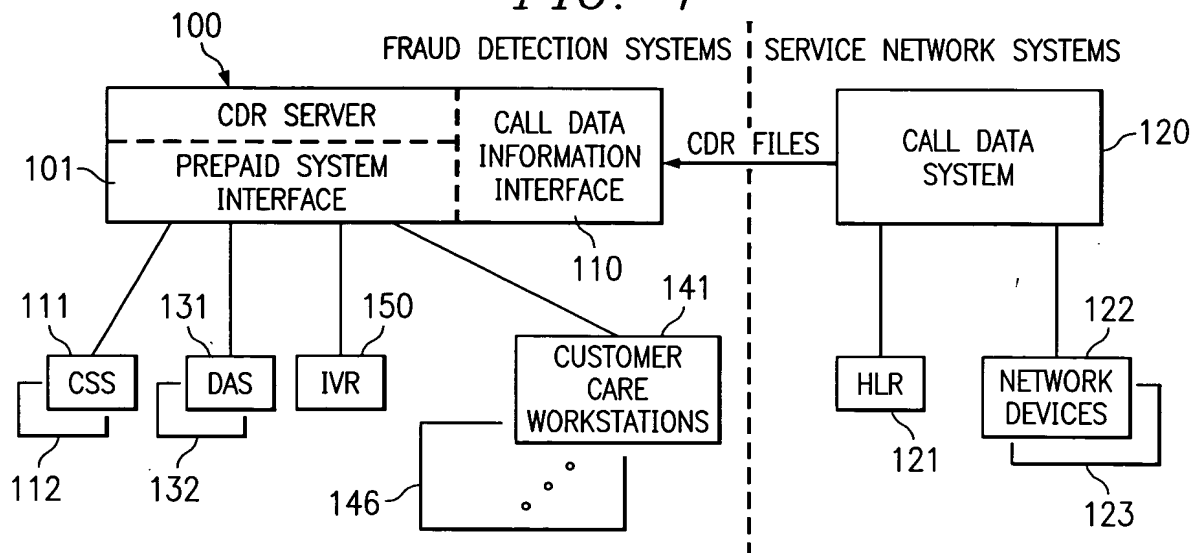 100
FRAUD DETECTION SYSTEMS
SERVICE NETWORK SYSTEMS
CDR SERVER
101
PREPAID SYSTEM
INTERFACE
CALL DATA
INFORMATION
INTERFACE
110
CDR FILES
CALL DATA
SYSTEM
120
111
CSS
112
131
DAS
132
150
IVR
141
CUSTOMER
CARE
WORKSTATIONS
146
HLR
121
122
NETWORK
DEVICES
123